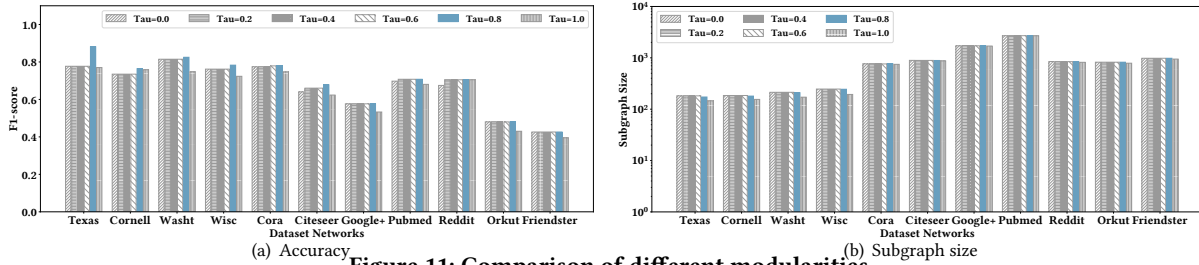 Tau=0.0 Tau=0.2 Tau=0.4 Tau=0.6 Tau=0.8 Tau=1.0
1.0
0.8
0.6
0.4
0.2
0.0
F1-score
Texas Cornell Washt Wisc Cora Citeseer Google+ Pubmed Reddit Orkut Friendster
Dataset Networks
(a) Accuracy
Tau=0.0 Tau=0.4 Tau=0.8
Tau=0.2 Tau=0.6 Tau=1.0
10⁴
10³
10²
10¹
10⁰
Subgraph Size
Texas Cornell Washt Wisc Cora Citeseer Google+ Pubmed Reddit Orkut Friendster
Dataset Networks
(b) Subgraph size
Figure 11: Comparison of different modularities